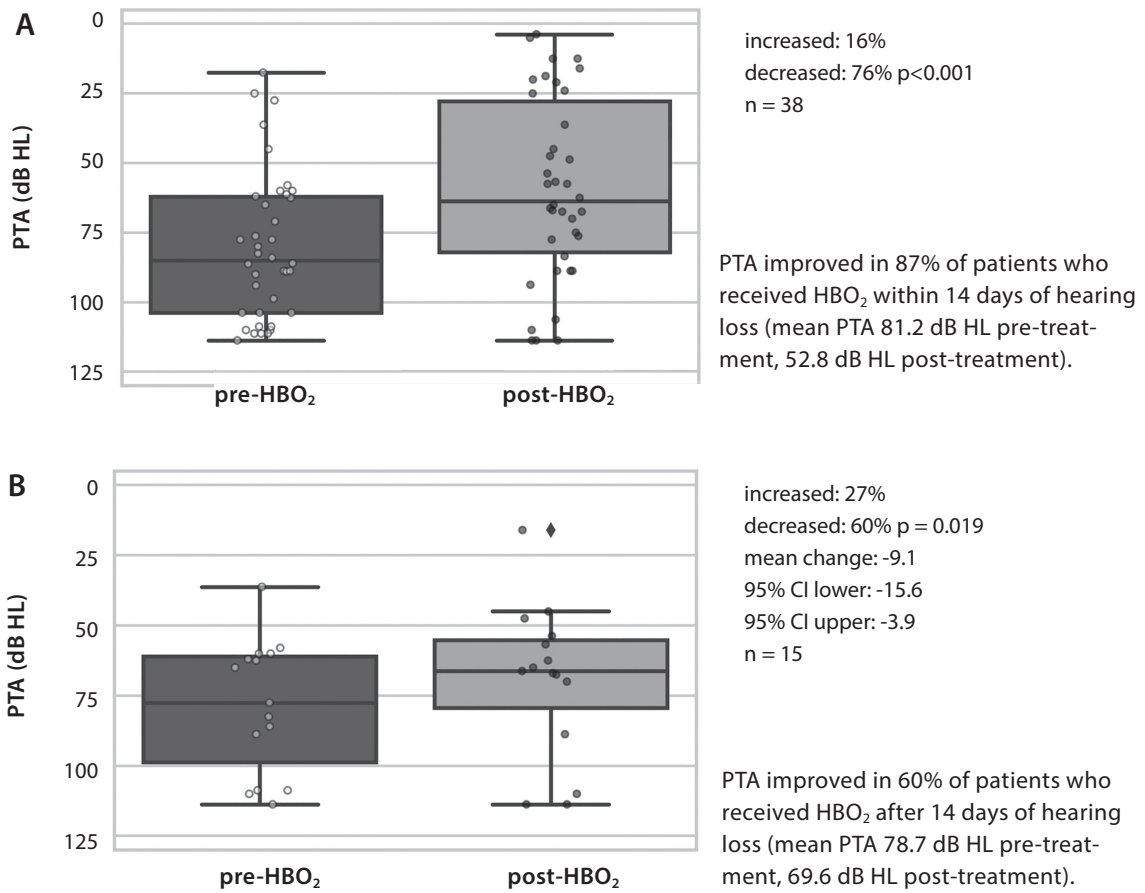 A
PTA (dB HL)
0
25
50
75
100
125
pre-HBO₂
post-HBO₂
increased: 16%
decreased: 76% p<0.001
n = 38
PTA improved in 87% of patients who
received HBO₂ within 14 days of hearing
loss (mean PTA 81.2 dB HL pre-treat-
ment, 52.8 dB HL post-treatment).
B
PTA (dB HL)
0
25
50
75
100
125
pre-HBO₂
post-HBO₂
increased: 27%
decreased: 60% p = 0.019
mean change: -9.1
95% CI lower: -15.6
95% CI upper: -3.9
n = 15
PTA improved in 60% of patients who
received HBO₂ after 14 days of hearing
loss (mean PTA 78.7 dB HL pre-treat-
ment, 69.6 dB HL post-treatment).